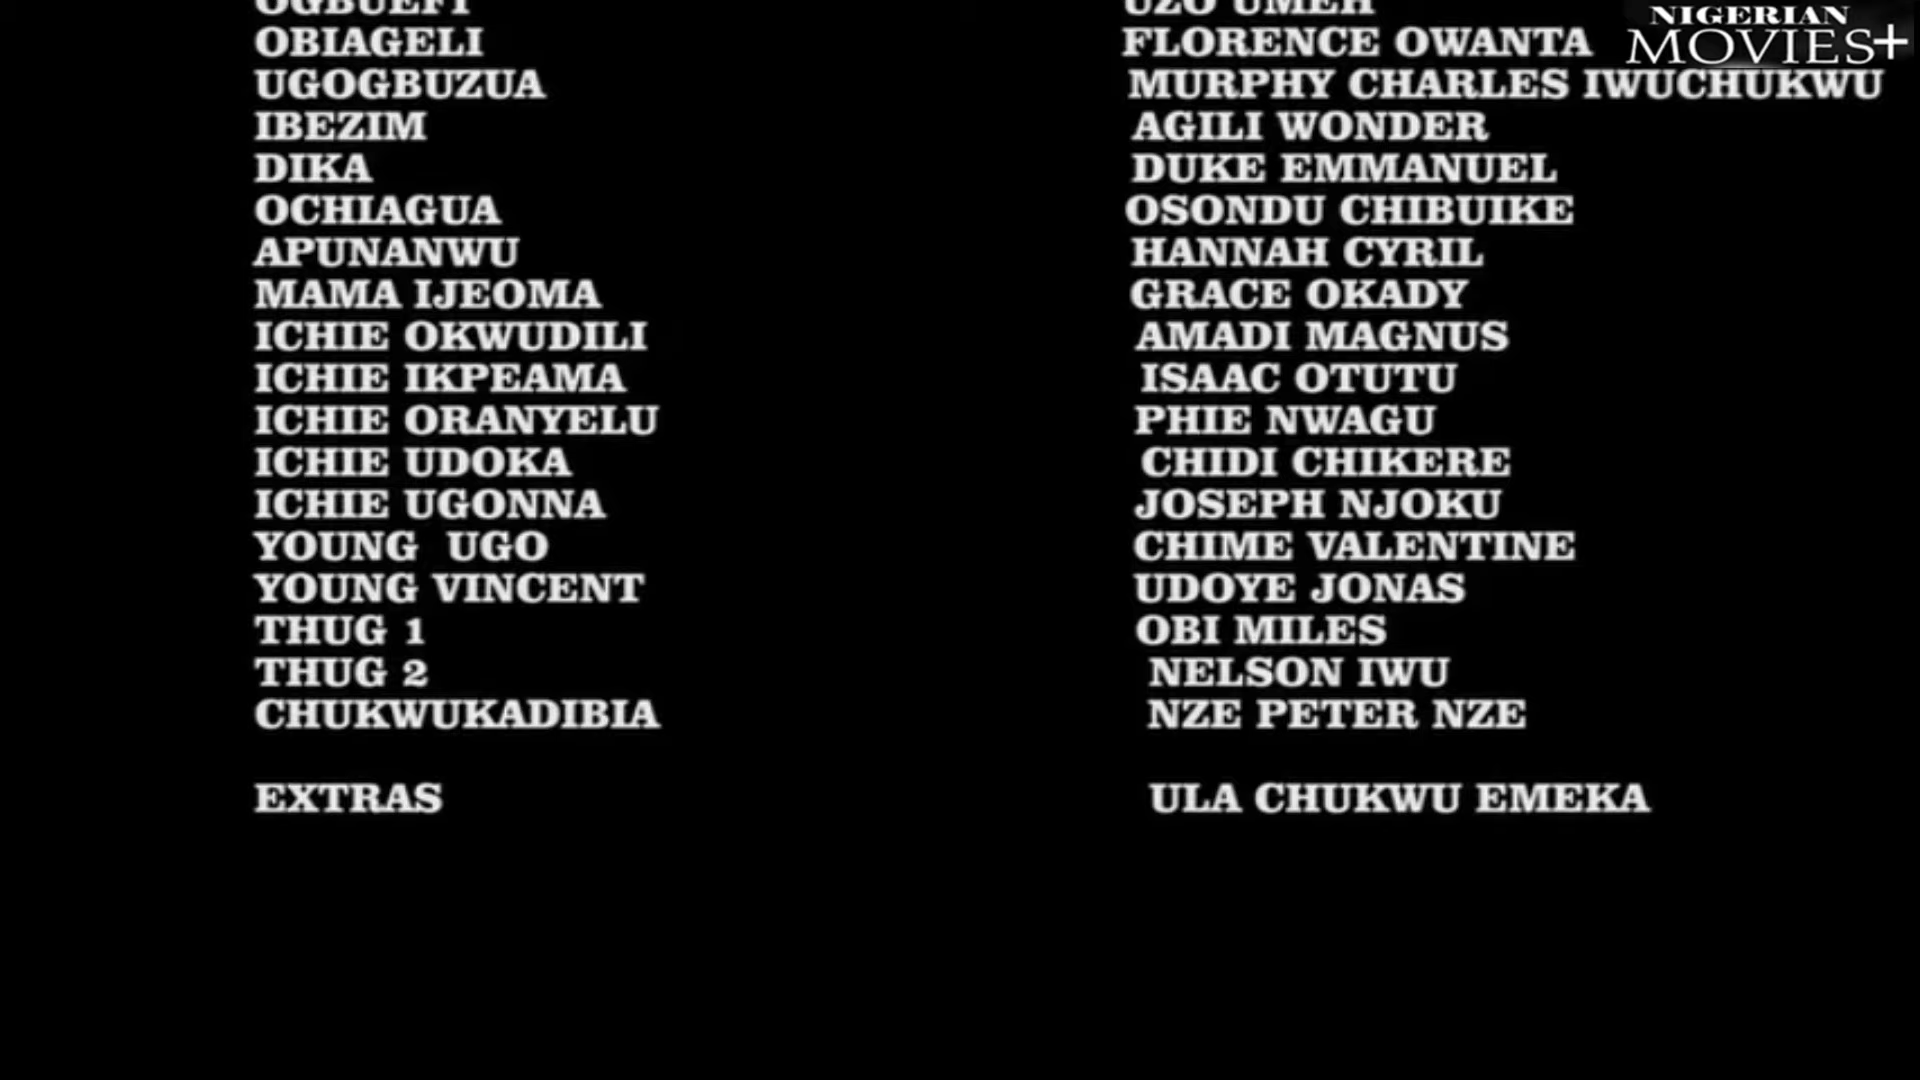 OGBUEFI UZO UMEH
NIGERIAN
MOVIES+
OBIAGELI FLORENCE OWANTA
UGOGBUZUA MURPHY CHARLES IWUCHUKWU
IBEZIM AGILI WONDER
DIKA DUKE EMMANUEL
OCHIAGUA OSONDU CHIBUIKE
APUNANWU HANNAH CYRIL
MAMA IJEOMA GRACE OKADY
ICHIE OKWUDILI AMADI MAGNUS
ICHIE IKPEAMA ISAAC OTUTU
ICHIE ORANYELU PHIE NWAGU
ICHIE UDOKA CHIDI CHIKERE
ICHIE UGONNA JOSEPH NJOKU
YOUNG UGO CHIME VALENTINE
YOUNG VINCENT UDOYE JONAS
THUG 1 OBI MILES
THUG 2 NELSON IWU
CHUKWUKADIBIA NZE PETER NZE
EXTRAS ULA CHUKWU EMEKA